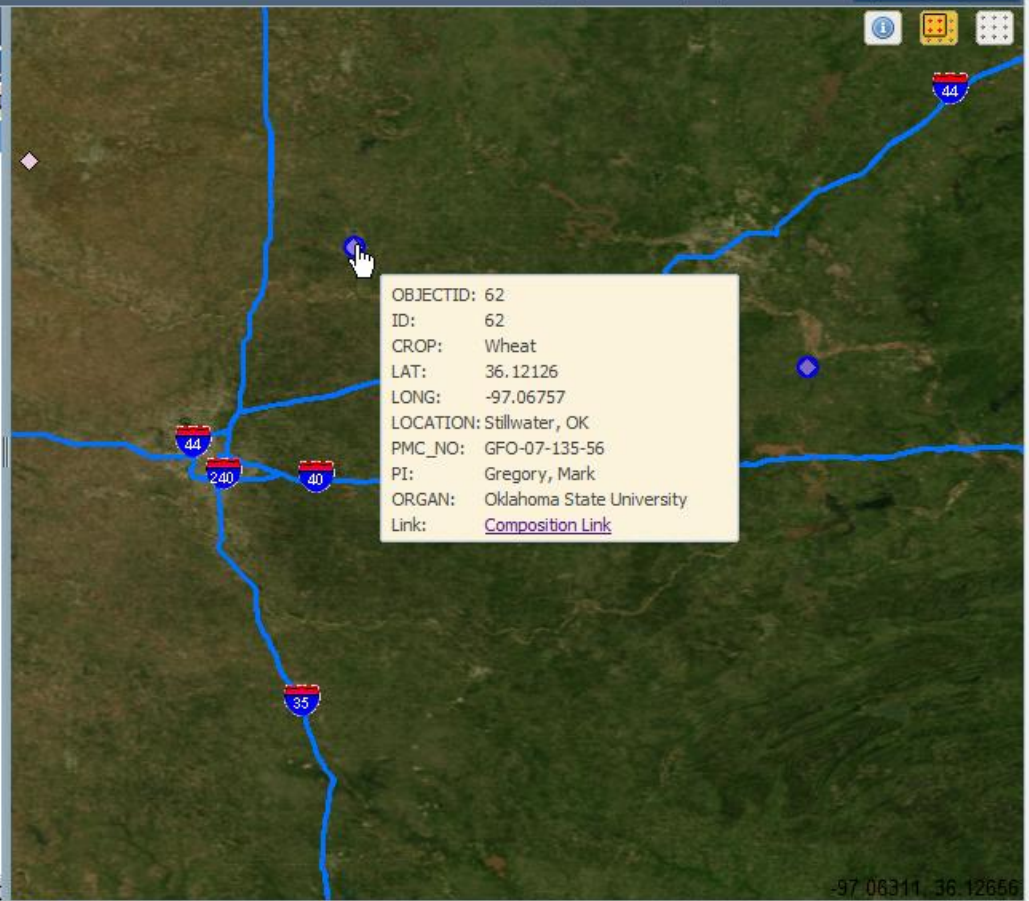 44
OBJECTID: 62
ID: 62
CROP: Wheat
LAT: 36.12126
LONG: -97.06757
LOCATION: Stillwater, OK
PMC_NO: GFO-07-135-56
PI: Gregory, Mark
ORGAN: Oklahoma State University
Link: Composition Link
44
240
40
35
-97.06311, 36.12656